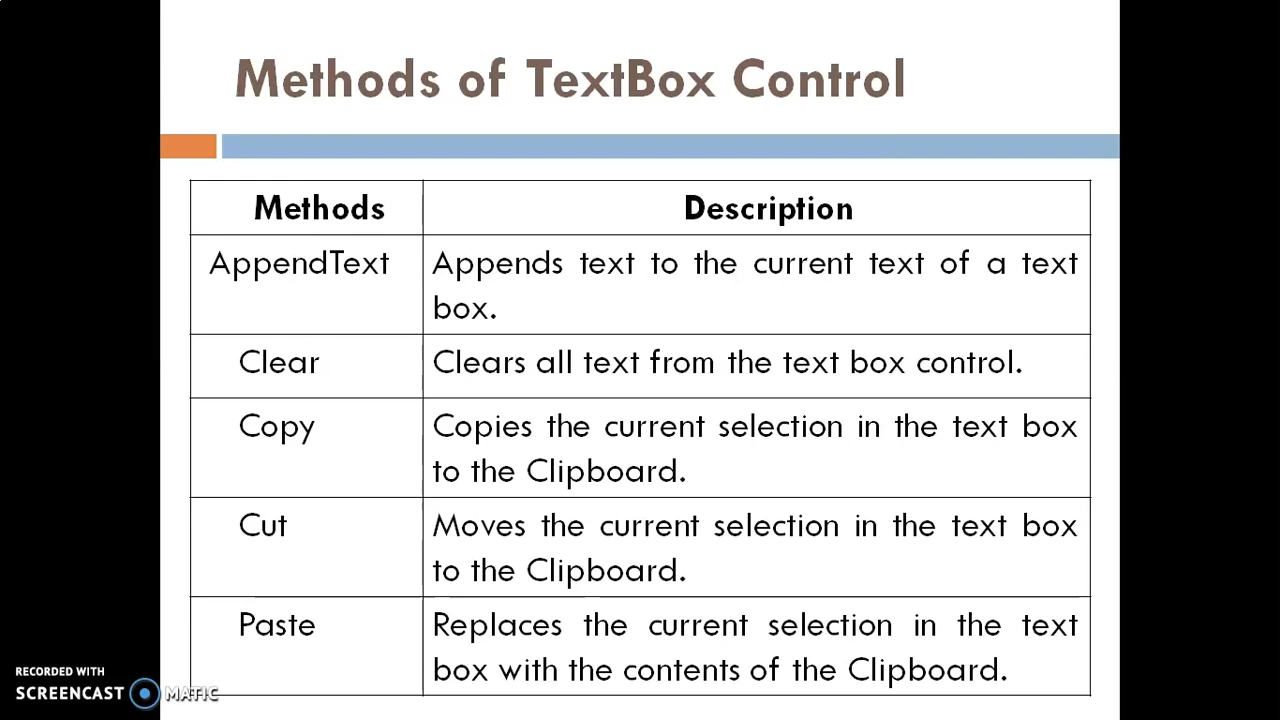 Methods of TextBox Control
Methods Description
AppendText Appends text to the current text of a text
box.
Clear Clears all text from the text box control.
Copy Copies the current selection in the text box
to the Clipboard.
Cut Moves the current selection in the text box
to the Clipboard.
Paste Replaces the current selection in the text
box with the contents of the Clipboard.
RECORDED WITH
SCREENCAST MATIC